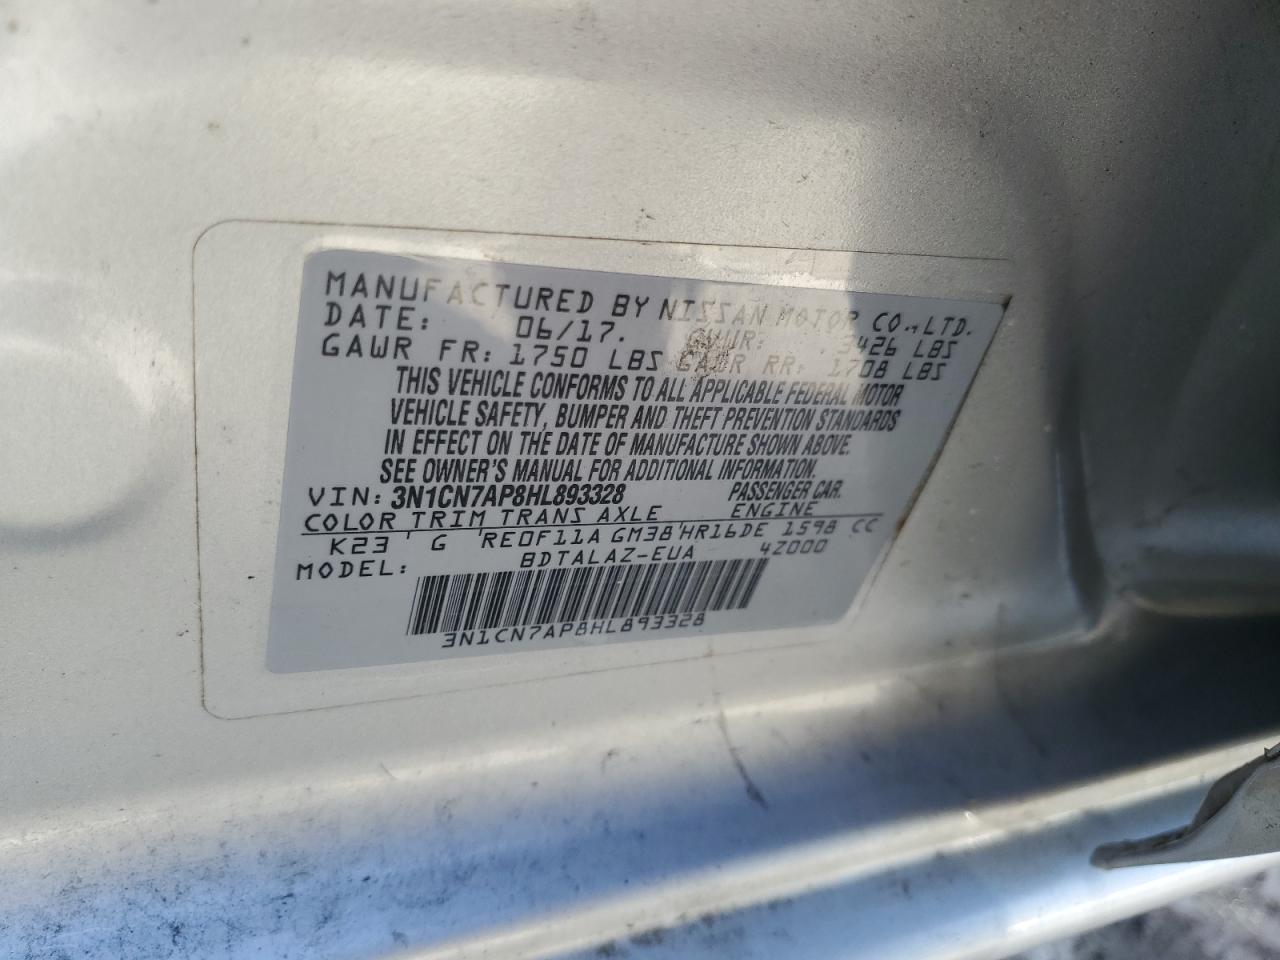 MANUFACTURED BY NISSAN MOTOR CO.,LTD.
DATE: 06/17. GVWR: 3426 LBS
GAWR FR: 1750 LBS GAWR RR: 1708 LBS
THIS VEHICLE CONFORMS TO ALL APPLICABLE FEDERAL MOTOR
VEHICLE SAFETY, BUMPER AND THEFT PREVENTION STANDARDS
IN EFFECT ON THE DATE OF MANUFACTURE SHOWN ABOVE.
SEE OWNER'S MANUAL FOR ADDITIONAL INFORMATION.
VIN: 3N1CN7AP8HL893328 PASSENGER CAR.
COLOR TRIM TRANS AXLE ENGINE
K23 ' G 'RE0F11A GM38'HR16DE 1598 CC
MODEL: BDTALAZ-EUA 4Z000
3N1CN7AP8HL893328